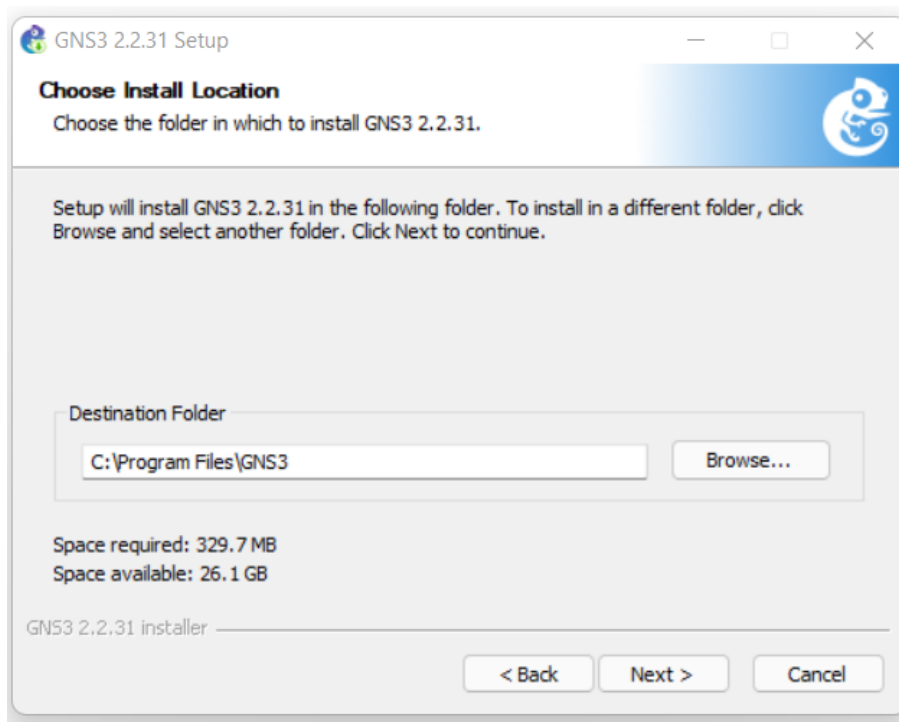 GNS3 2.2.31 Setup
Choose Install Location
Choose the folder in which to install GNS3 2.2.31.
Setup will install GNS3 2.2.31 in the following folder. To install in a different folder, click
Browse and select another folder. Click Next to continue.
Destination Folder
C:\Program Files\GNS3
Browse...
Space required: 329.7 MB
Space available: 26.1 GB
GNS3 2.2.31 installer
< Back
Next >
Cancel